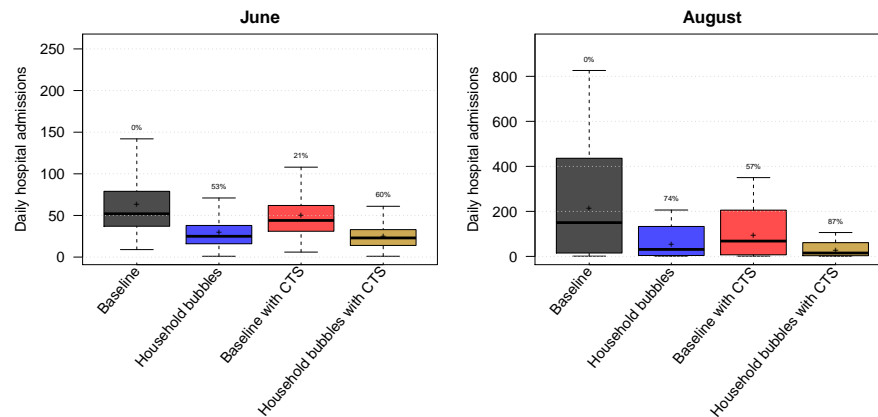 June
Daily hospital admissions
250
200
150
100
50
0
0%
53%
21%
60%
Baseline
Household bubbles
Baseline with CTS
Household bubbles with CTS
August
Daily hospital admissions
800
600
400
200
0
0%
74%
57%
87%
Baseline
Household bubbles
Baseline with CTS
Household bubbles with CTS